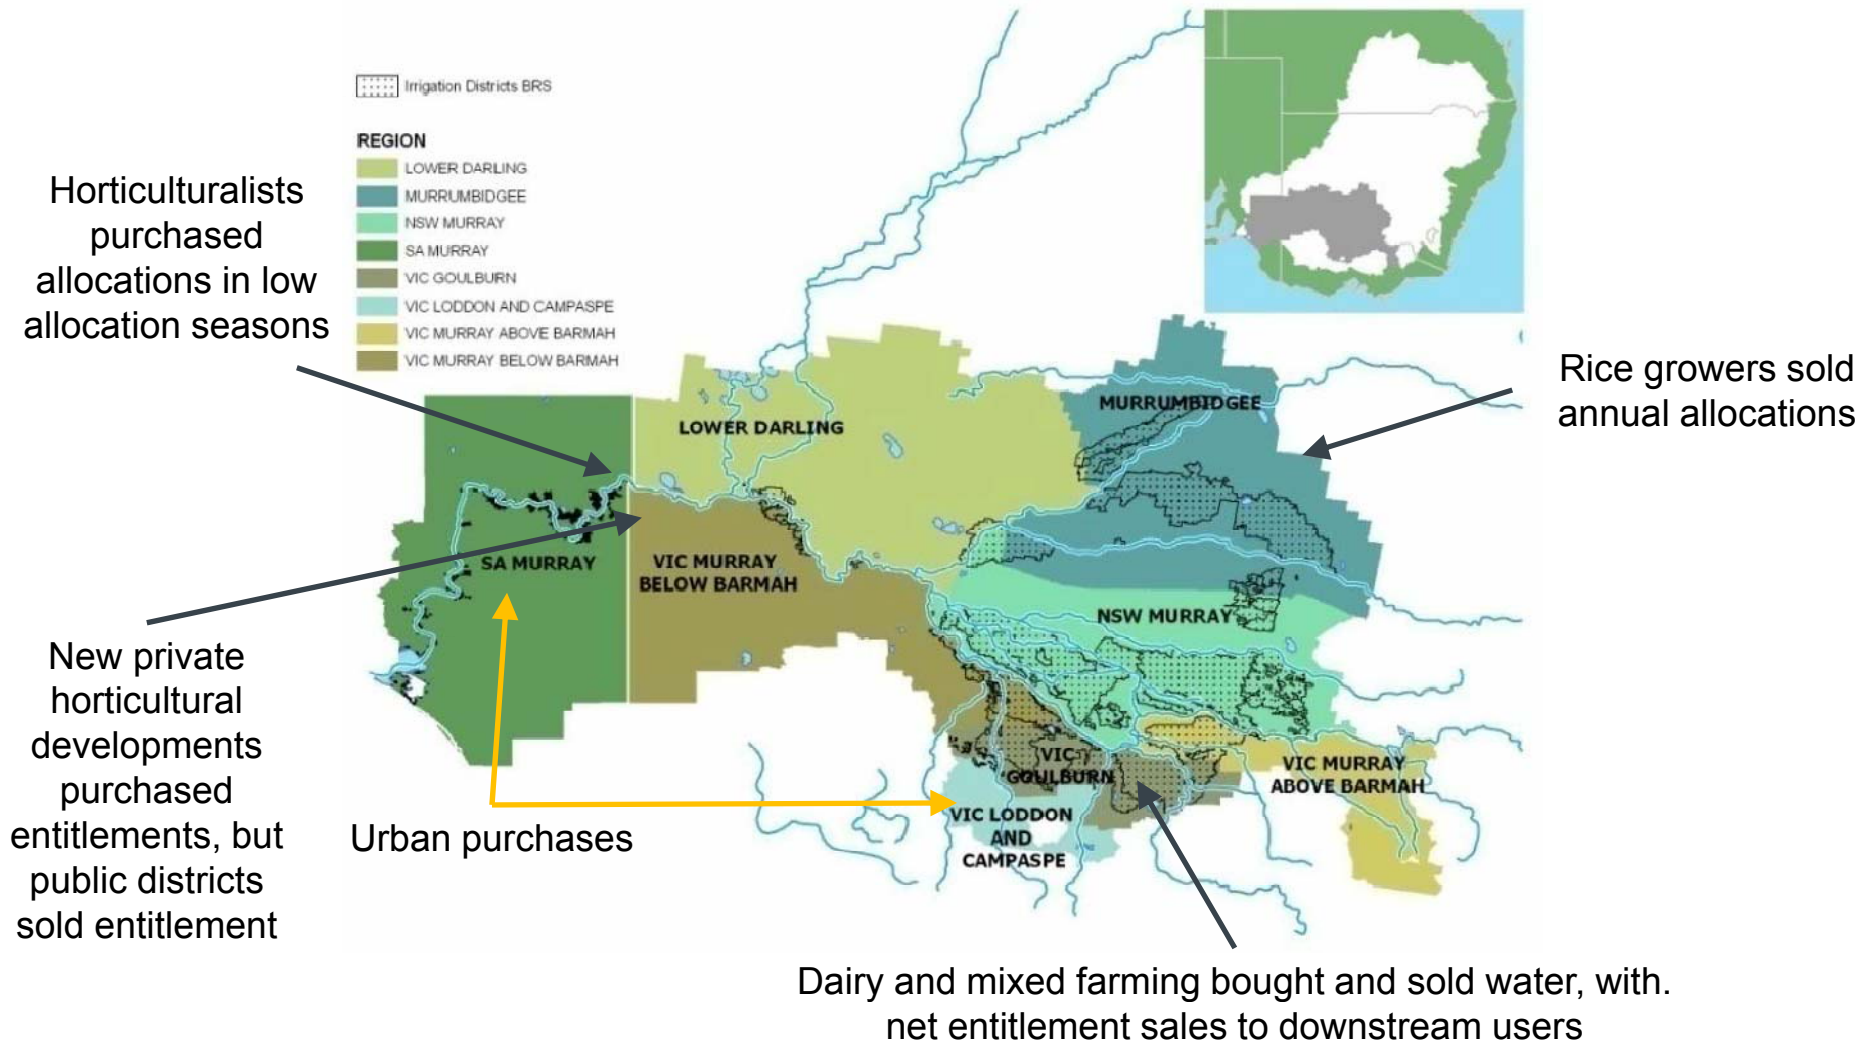 Irrigation Districts BRS
REGION
LOWER DARLING
MURRUMBIDGEE
NSW MURRAY
SA MURRAY
VIC GOULBURN
VIC LODDON AND CAMPASPE
VIC MURRAY ABOVE BARMAH
VIC MURRAY BELOW BARMAH
Horticulturalists
purchased
allocations in low
allocation seasons
Rice growers sold
annual allocations
MURRUMBIDGEE
LOWER DARLING
SA MURRAY
VIC MURRAY
BELOW BARMAH
NSW MURRAY
VIC
GOULBURN
VIC MURRAY
ABOVE BARMAH
VIC LODDON
AND
CAMPASPE
New private
horticultural
developments
purchased
entitlements, but
public districts
sold entitlement
Urban purchases
Dairy and mixed farming bought and sold water, with.
net entitlement sales to downstream users